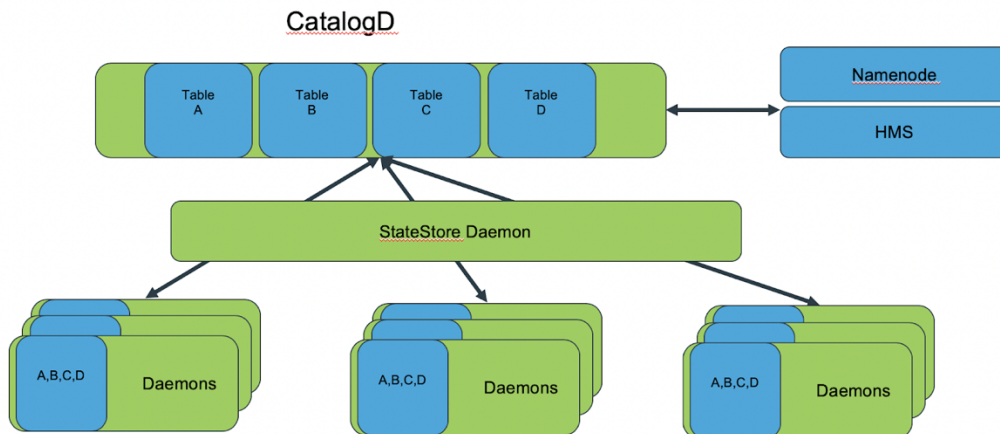 CatalogD
Table
A
Table
B
Table
C
Table
D
Namenode
HMS
StateStore Daemon
A,B,C,D
Daemons
A,B,C,D
Daemons
A,B,C,D
Daemons